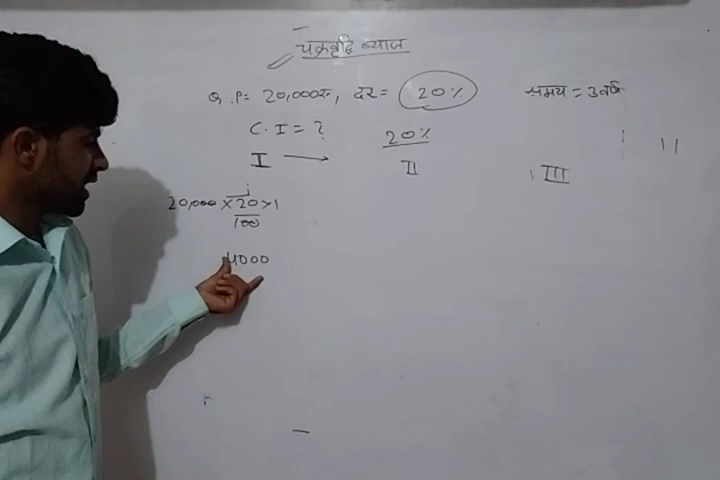 चक्रवृद्धि ब्याज
Q. P= 20,000रु, दर= 20% समय = 3वर्ष
C.I = ?
20%
I → II III
20,000 × 20 × 1
100
4000